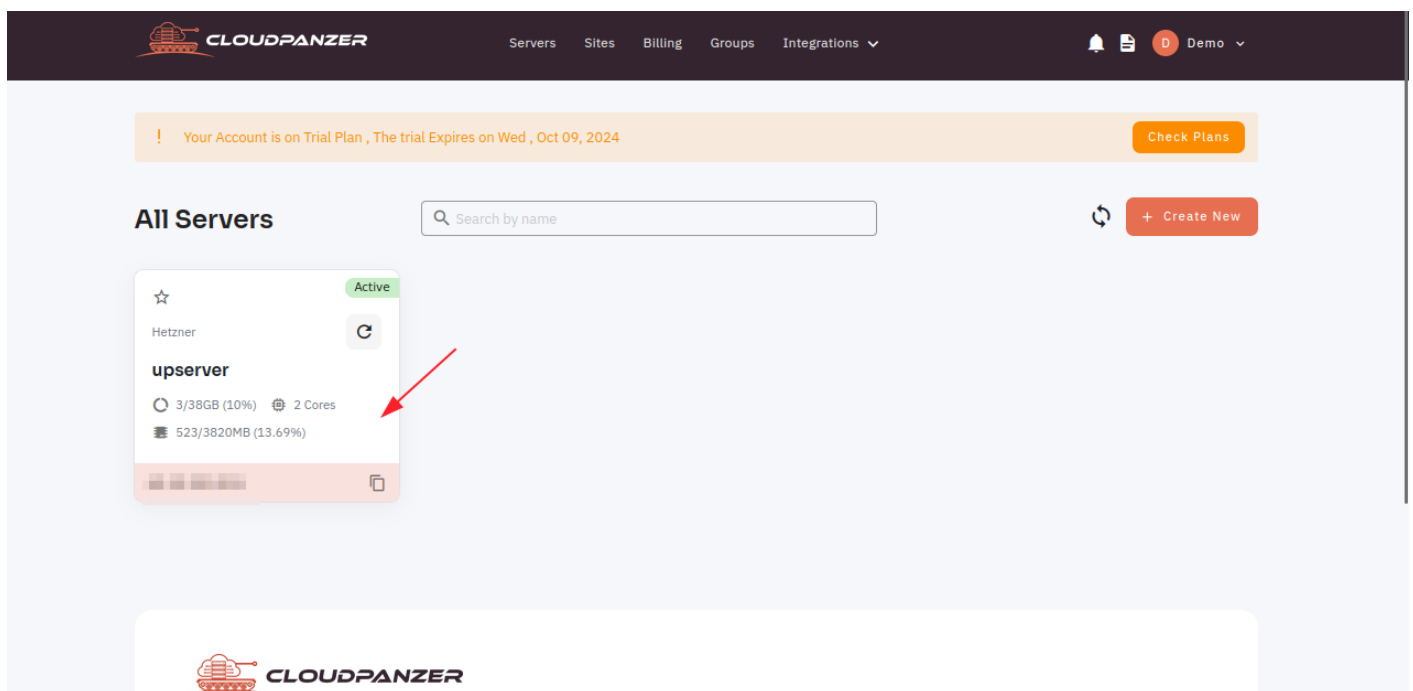 CLOUDPANZER Servers Sites Billing Groups Integrations D Demo
! Your Account is on Trial Plan , The trial Expires on Wed , Oct 09, 2024 Check Plans
All Servers Search by name + Create New
Active
Hetzner
upserver
3/38GB (10%) 2 Cores
523/3820MB (13.69%)
CLOUDPANZER